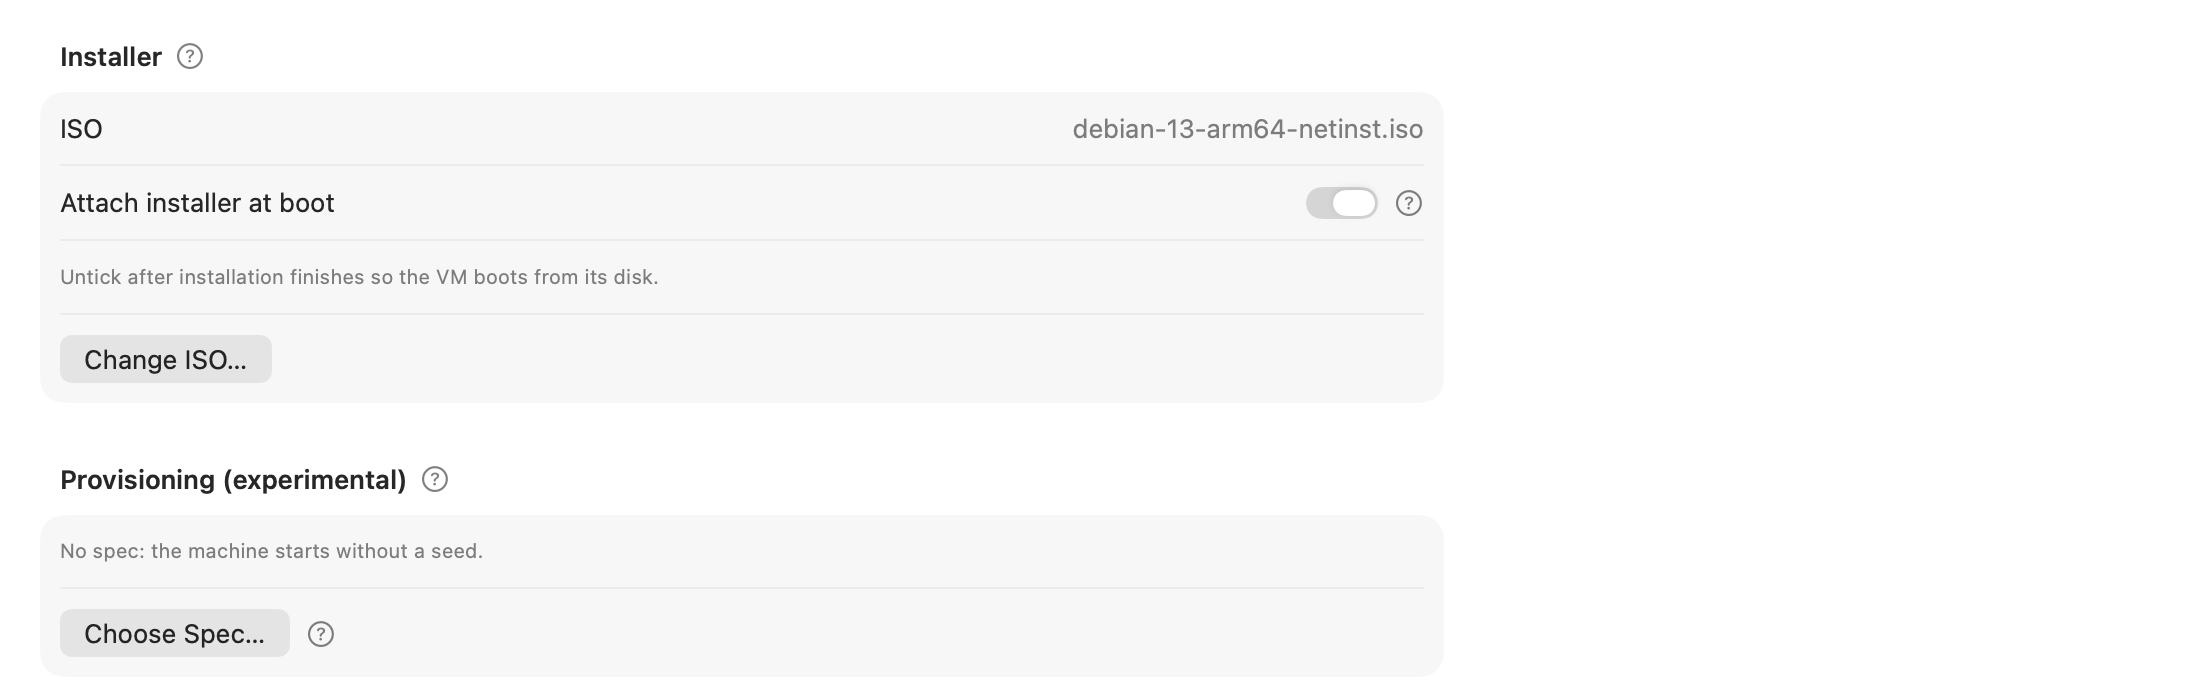 Installer
ISO
debian-13-arm64-netinst.iso
Attach installer at boot
Untick after installation finishes so the VM boots from its disk.
Change ISO...
Provisioning (experimental)
No spec: the machine starts without a seed.
Choose Spec...